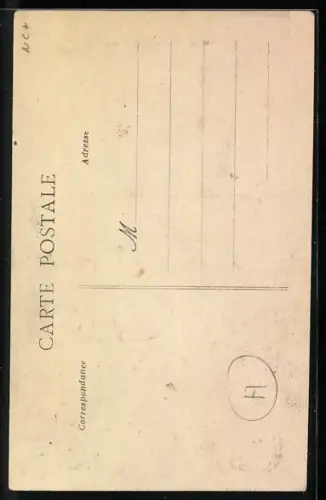 CARTE POSTALE
Correspondance
Adresse
M
H